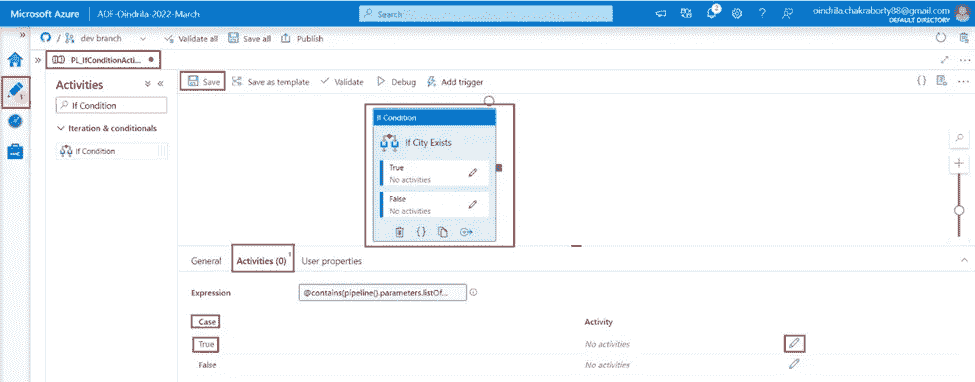 Microsoft Azure
ADF-Oindrila-2022-March
Search
2
oindrila.chakraborty88@gmail.com
DEFAULT DIRECTORY
dev branch
Validate all
Save all
Publish
PL_IfConditionActi...
Activities
If Condition
Iteration & conditionals
If Condition
Save
Save as template
Validate
Debug
Add trigger
If Condition
If City Exists
True
No activities
False
No activities
General
Activities (0)
1
User properties
Expression
@contains(pipeline().parameters.listOf...
Case
Activity
True
No activities
False
No activities